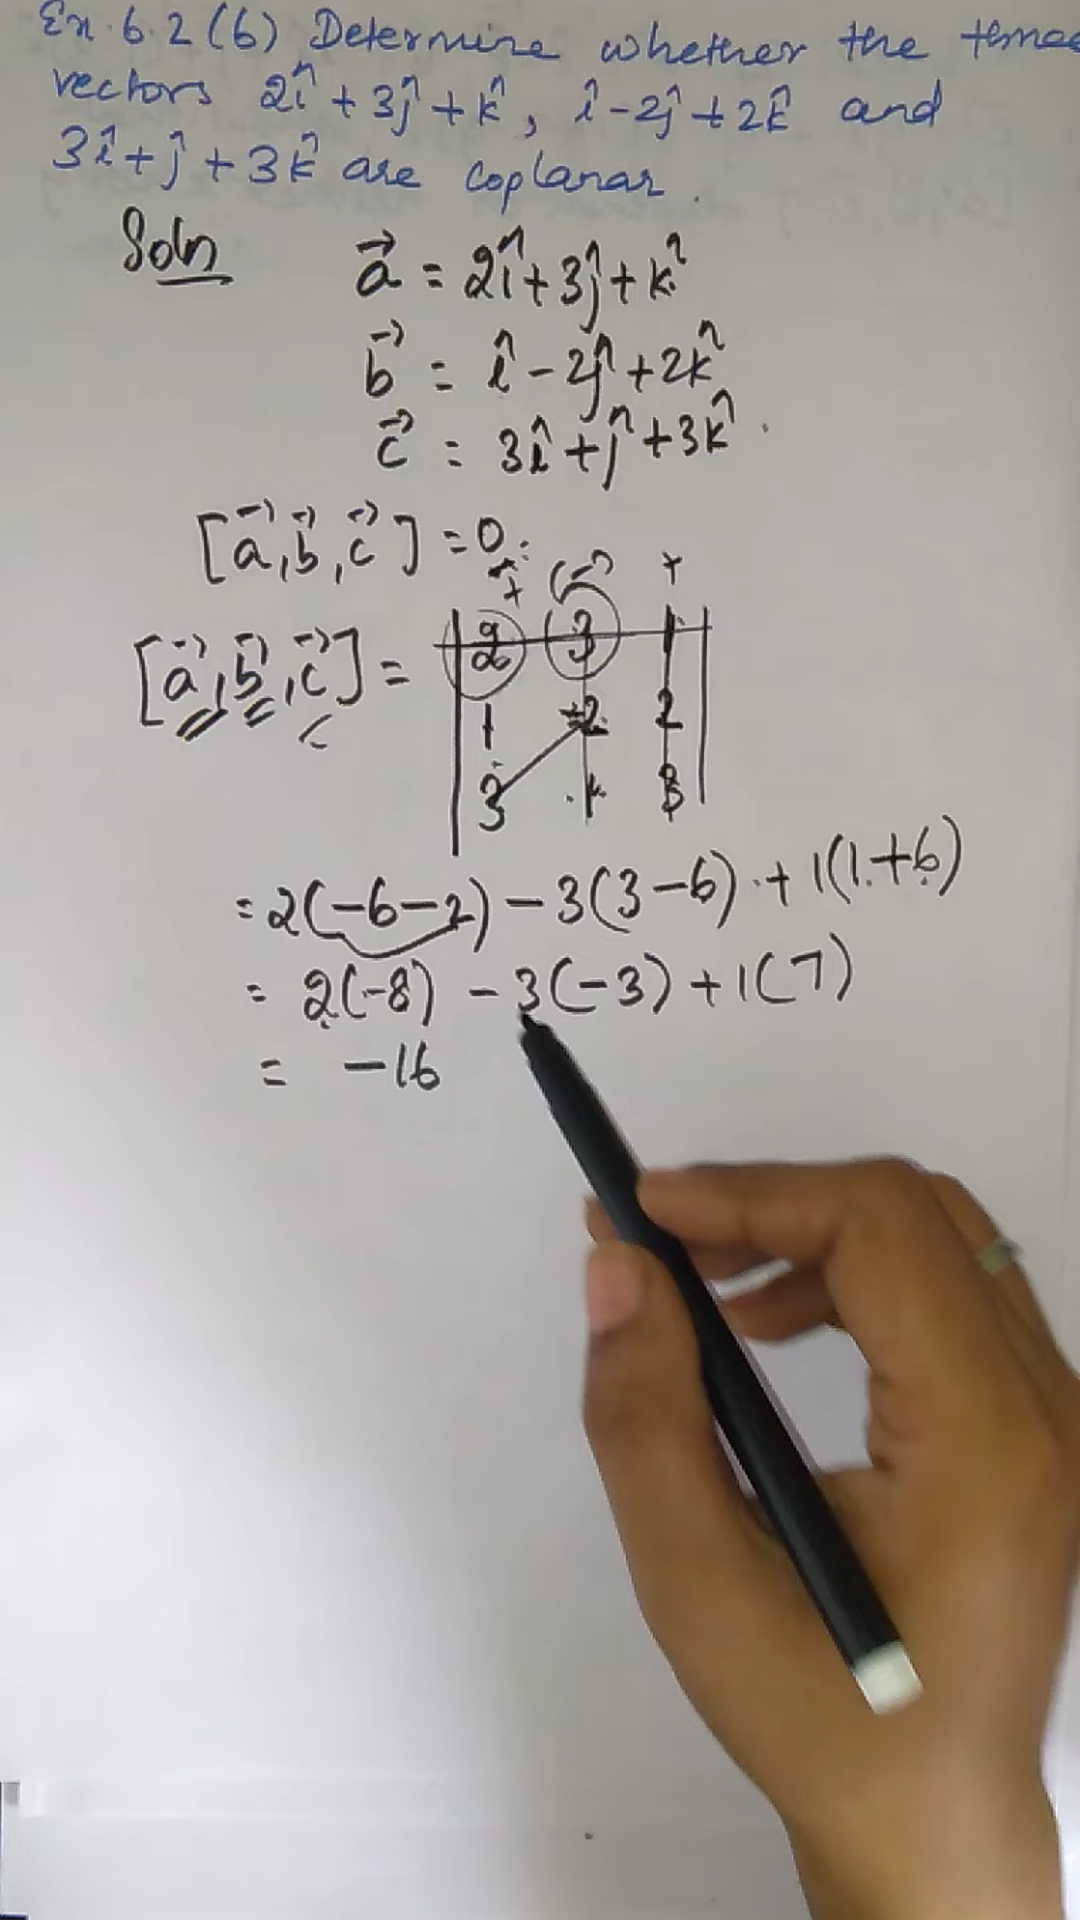 Ex. 6.2 (6) Determine whether the three
vectors 2î + 3ĵ + k̂, î - 2ĵ + 2k̂ and
3î + ĵ + 3k̂ are coplanar.
Soln
a⃗ = 2î + 3ĵ + k̂
b⃗ = î - 2ĵ + 2k̂
c⃗ = 3î + ĵ + 3k̂.
[a⃗, b⃗, c⃗] = 0.
+ (-) +
[a⃗, b⃗, c⃗] = | 2 3 1 |
| 1 -2 2 |
| 3 1 3 |
= 2(-6-2) - 3(3-6) + 1(1+6)
= 2(-8) - 3(-3) + 1(7)
= -16